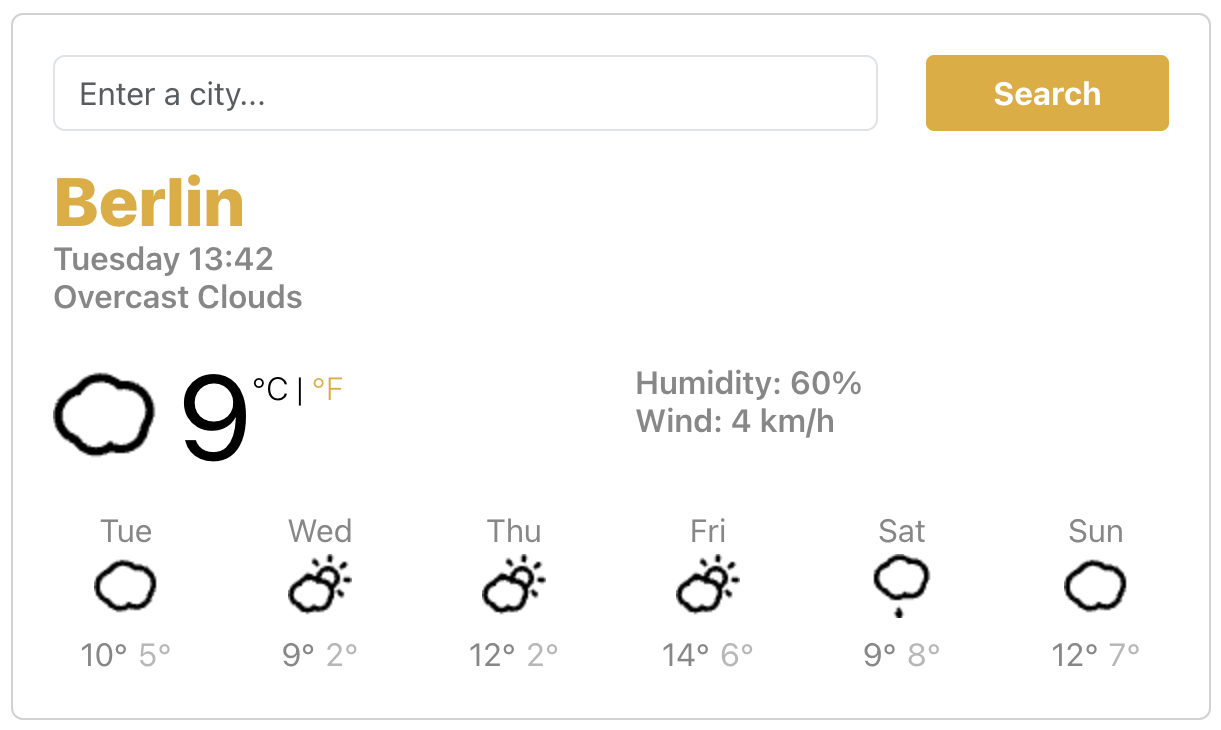 Enter a city...
Search
Berlin
Tuesday 13:42
Overcast Clouds
9 °C | °F
Humidity: 60%
Wind: 4 km/h
Tue Wed Thu Fri Sat Sun
10° 5° 9° 2° 12° 2° 14° 6° 9° 8° 12° 7°